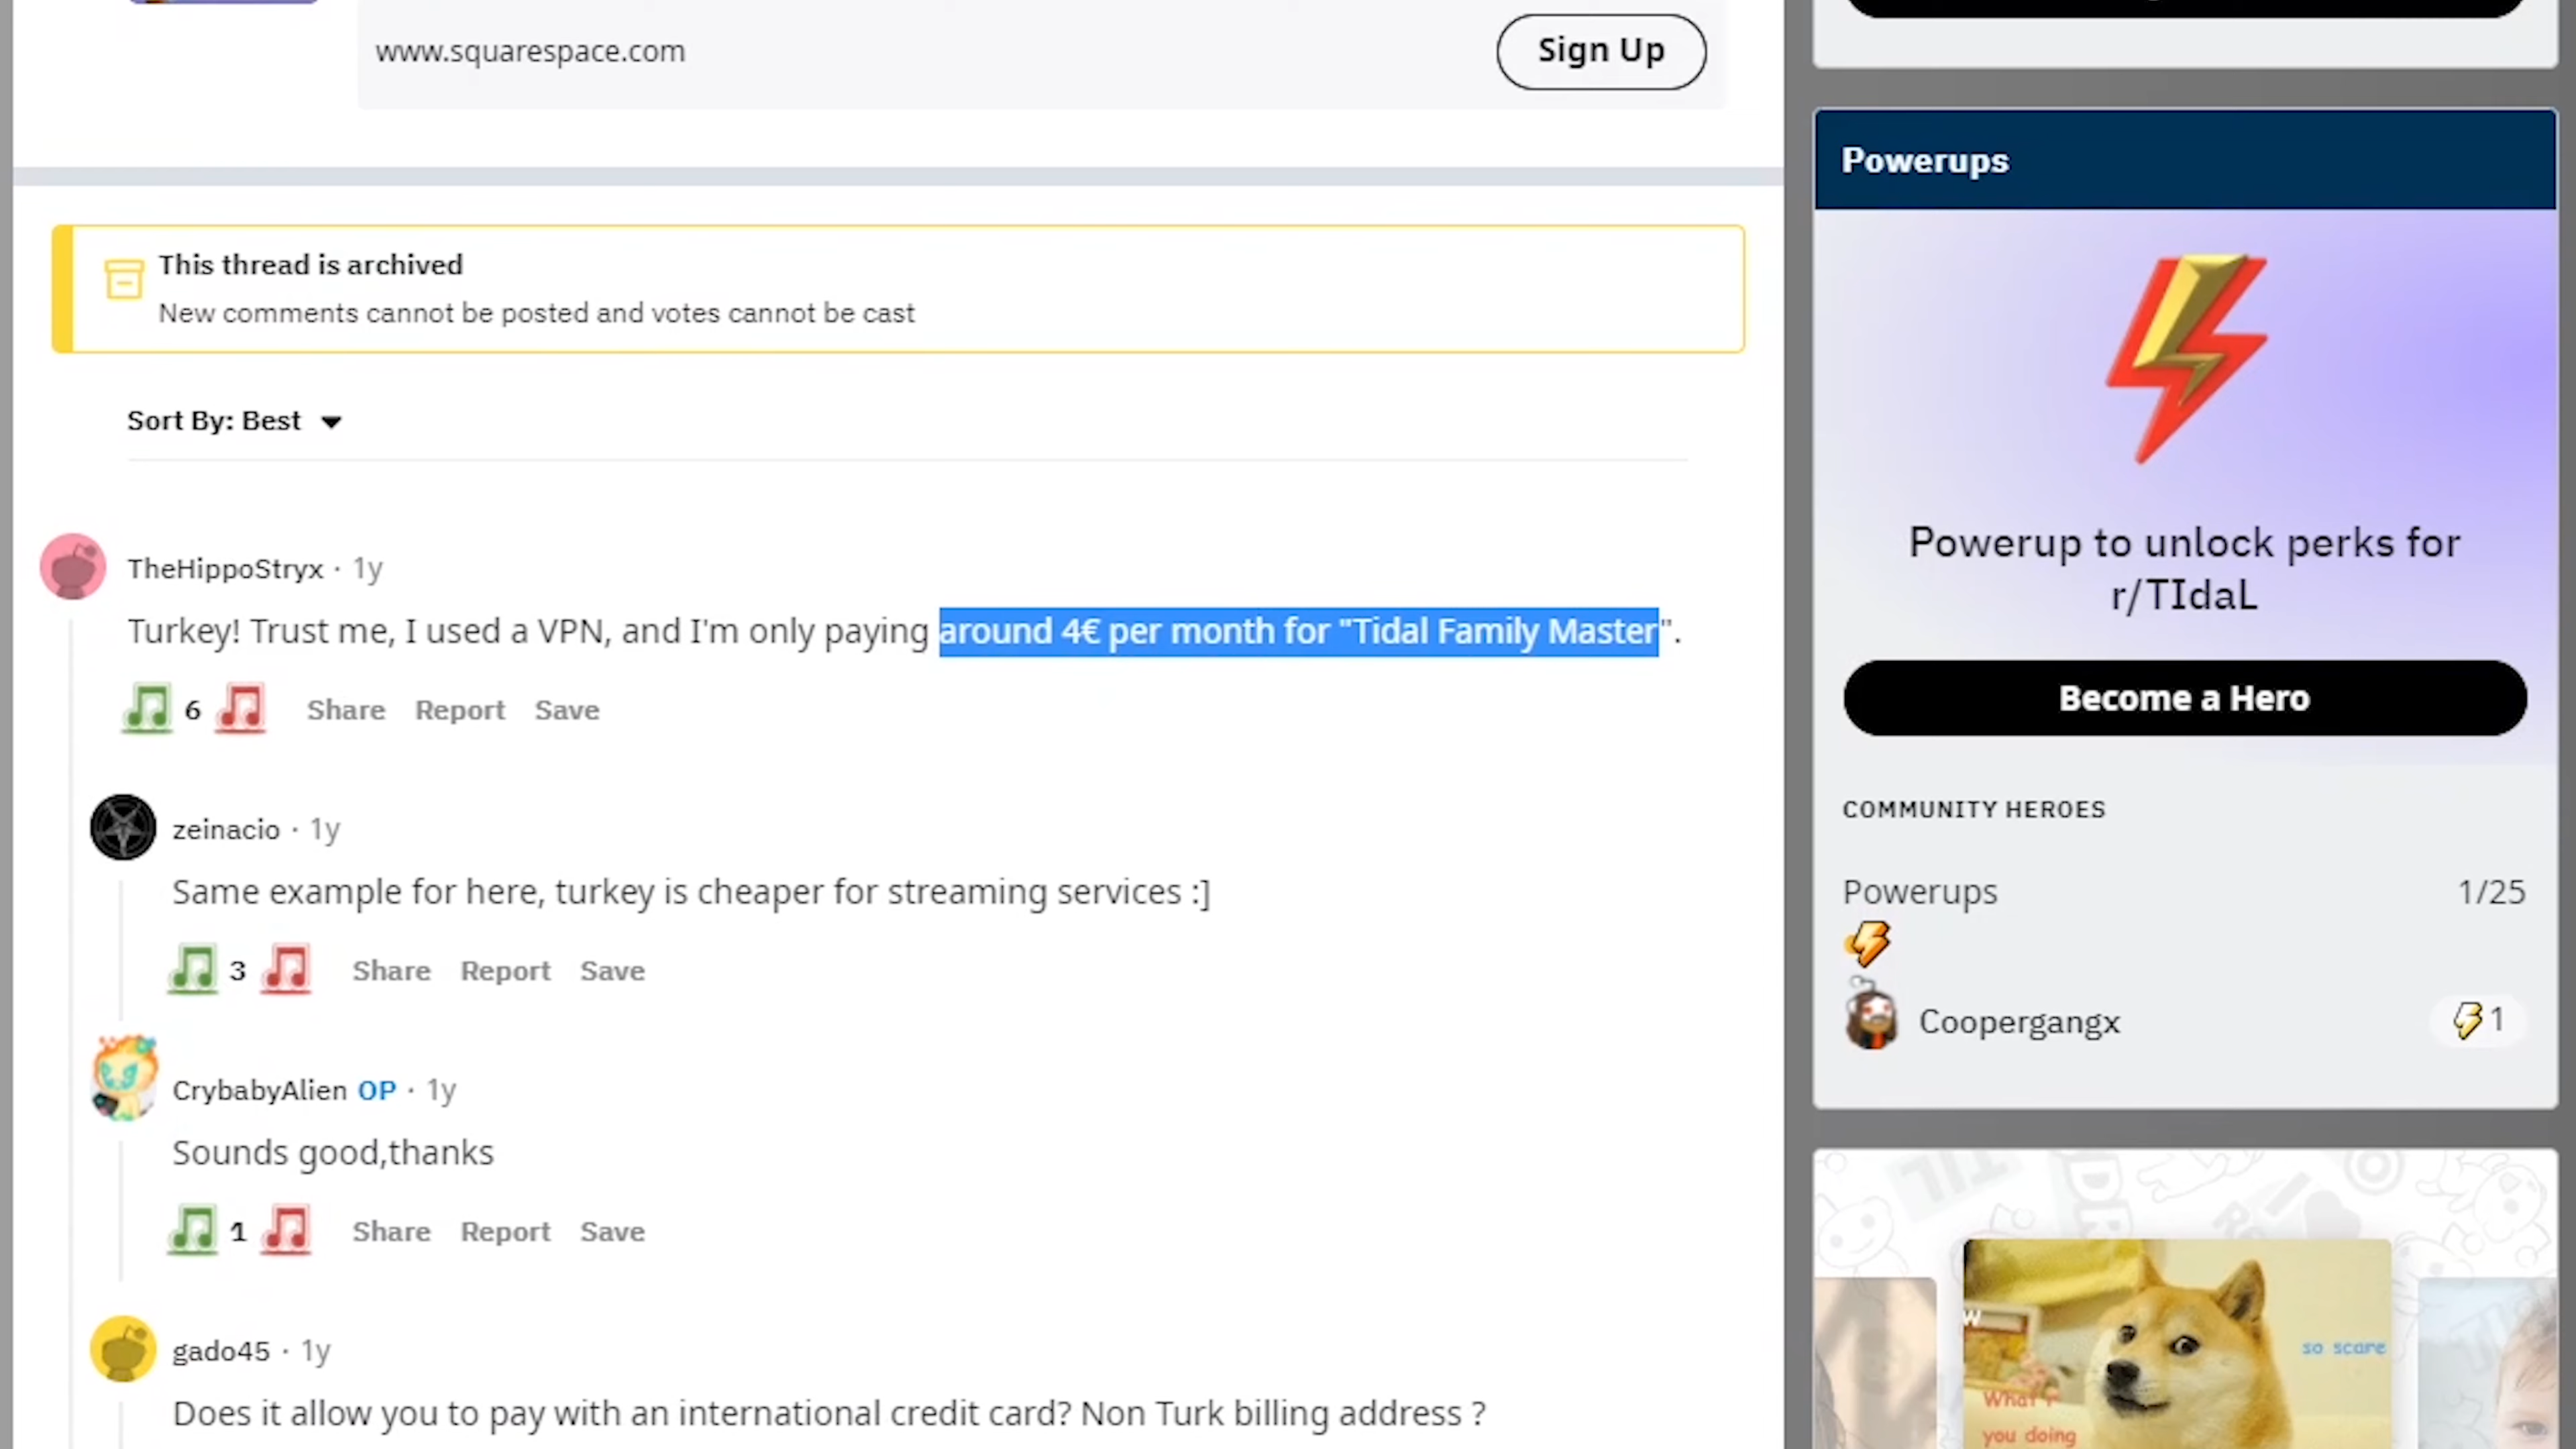 www.squarespace.com
Sign Up
This thread is archived
New comments cannot be posted and votes cannot be cast
Sort By: Best
TheHippoStryx · 1y
Turkey! Trust me, I used a VPN, and I'm only paying around 4€ per month for "Tidal Family Master".
6
Share Report Save
zeinacio · 1y
Same example for here, turkey is cheaper for streaming services :]
3
Share Report Save
CrybabyAlien OP · 1y
Sounds good,thanks
1
Share Report Save
gado45 · 1y
Does it allow you to pay with an international credit card? Non Turk billing address ?
Powerups
Powerup to unlock perks for
r/TIdaL
Become a Hero
COMMUNITY HEROES
Powerups 1/25
Coopergangx 1
TIL
W
so scare
What r
you doing